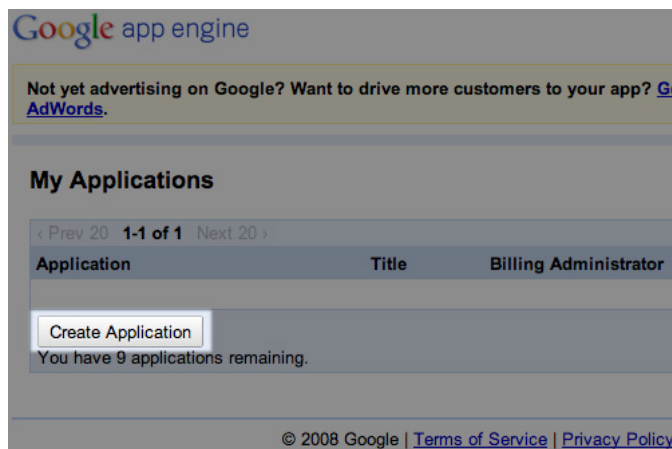 Google app engine
Not yet advertising on Google? Want to drive more customers to your app?
AdWords.
My Applications
‹ Prev 20 1-1 of 1 Next 20 ›
Application Title Billing Administrator
Create Application
You have 9 applications remaining.
© 2008 Google | Terms of Service | Privacy Policy